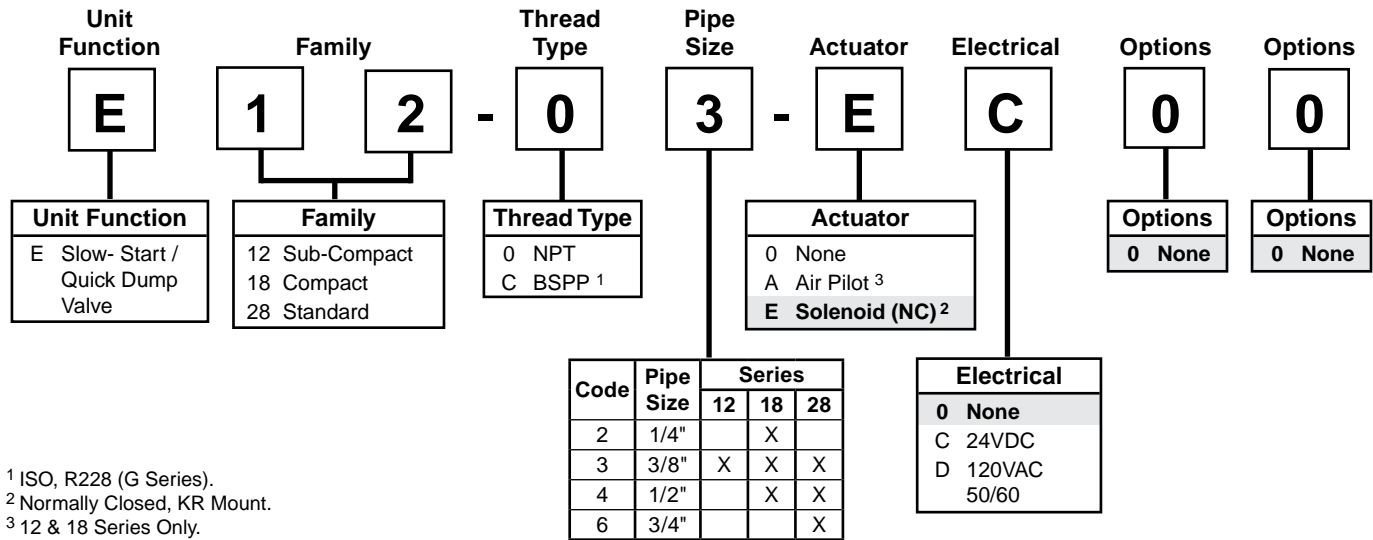 Unit Function
Family
Thread Type
Pipe Size
Actuator
Electrical
Options
Options
E 1 2 - 0 3 - E C 0 0
Unit Function
E Slow- Start /
Quick Dump
Valve
Family
12 Sub-Compact
18 Compact
28 Standard
Thread Type
0 NPT
C BSPP 1
Actuator
0 None
A Air Pilot 3
E Solenoid (NC) 2
Options
0 None
Options
0 None
Code Pipe Size Series
12 18 28
2 1/4" X
3 3/8" X X X
4 1/2" X X
6 3/4" X
Electrical
0 None
C 24VDC
D 120VAC
50/60
1 ISO, R228 (G Series).
2 Normally Closed, KR Mount.
3 12 & 18 Series Only.